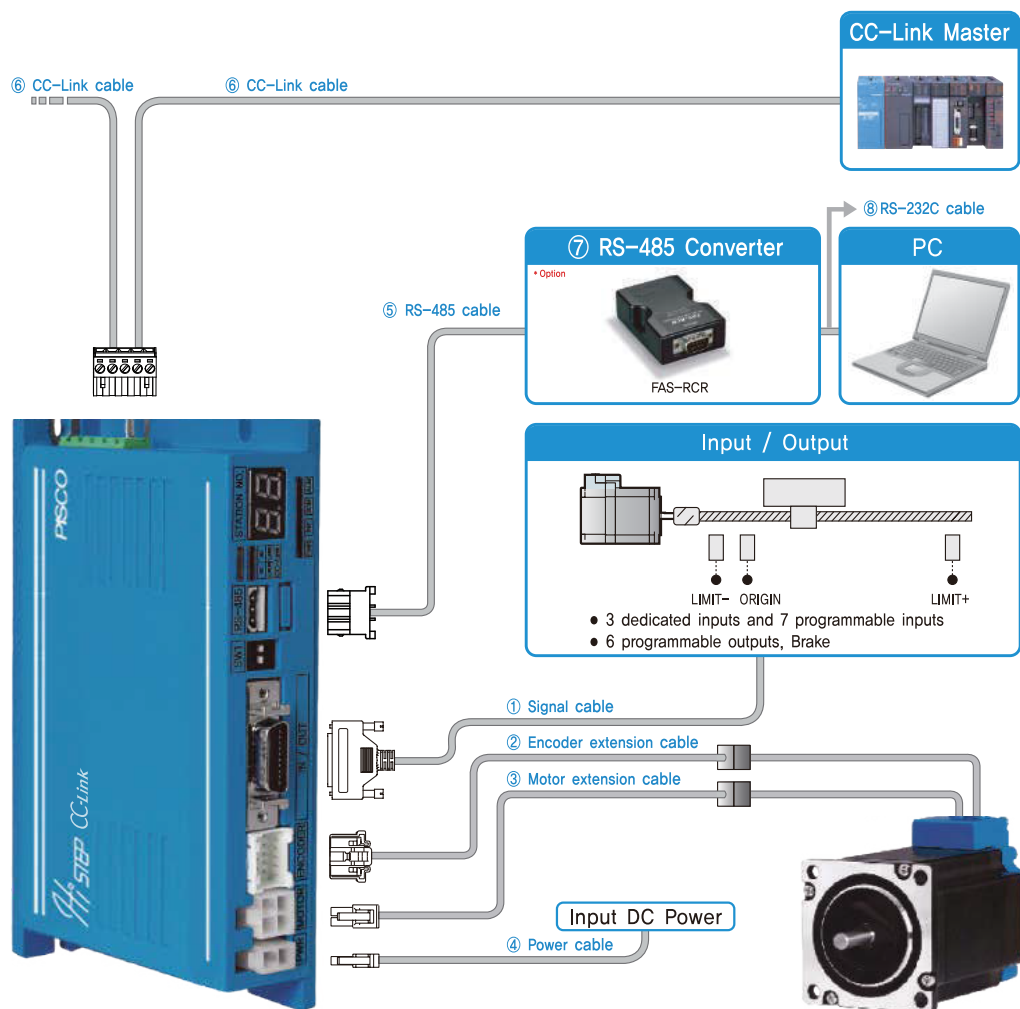 CC-Link Master
⑥ CC-Link cable
⑥ CC-Link cable
⑧ RS-232C cable
⑦ RS-485 Converter
* Option
FAS-RCR
PC
⑤ RS-485 cable
Input / Output
LIMIT- ORIGIN LIMIT+
● 3 dedicated inputs and 7 programmable inputs
● 6 programmable outputs, Brake
① Signal cable
② Encoder extension cable
③ Motor extension cable
Input DC Power
④ Power cable
PISCO
Hi STEP CC-Link
STATION NO.
RS-485
SW1
IN / OUT
ENCODER
MOTOR
PWR